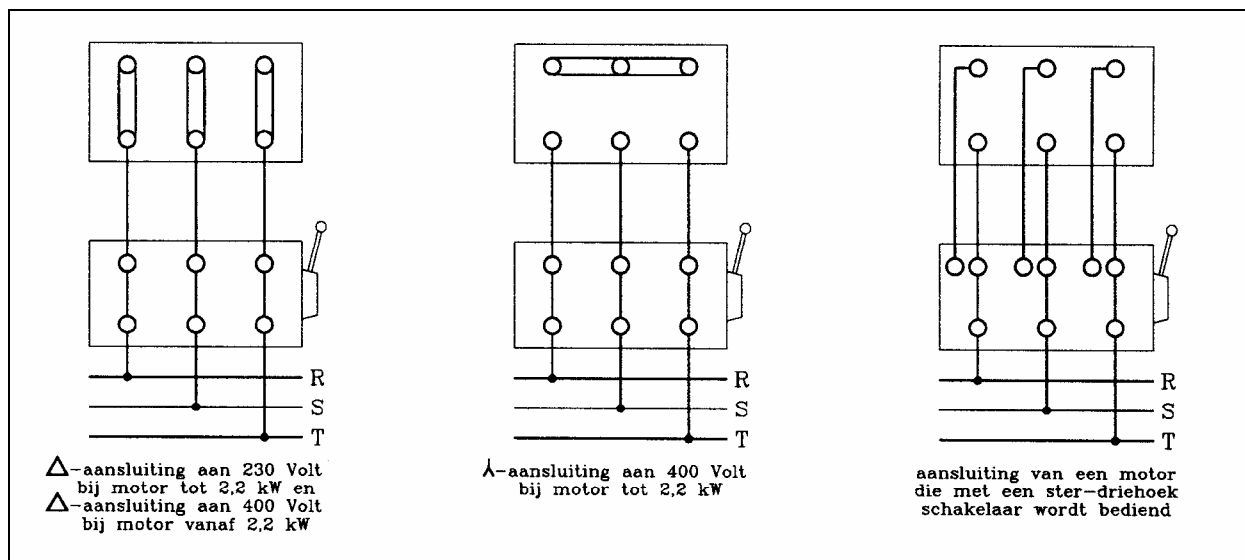 R
S
T
△-aansluiting aan 230 Volt
bij motor tot 2,2 kW en
△-aansluiting aan 400 Volt
bij motor vanaf 2,2 kW
R
S
T
⅄-aansluiting aan 400 Volt
bij motor tot 2,2 kW
R
S
T
aansluiting van een motor
die met een ster-driehoek
schakelaar wordt bediend